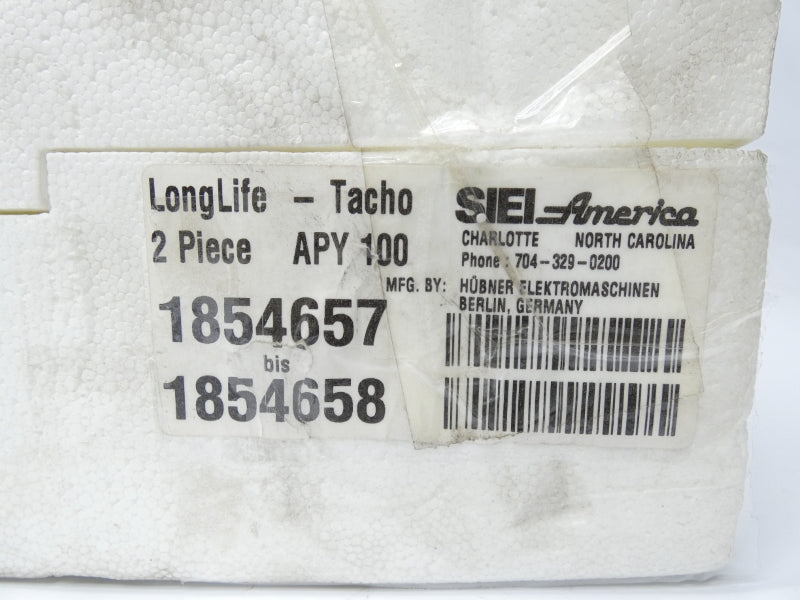 LongLife - Tacho
2 Piece APY 100
1854657
bis
1854658
SIEI America
CHARLOTTE NORTH CAROLINA
Phone : 704-329-0200
MFG. BY: HÜBNER ELEKTROMASCHINEN
BERLIN, GERMANY